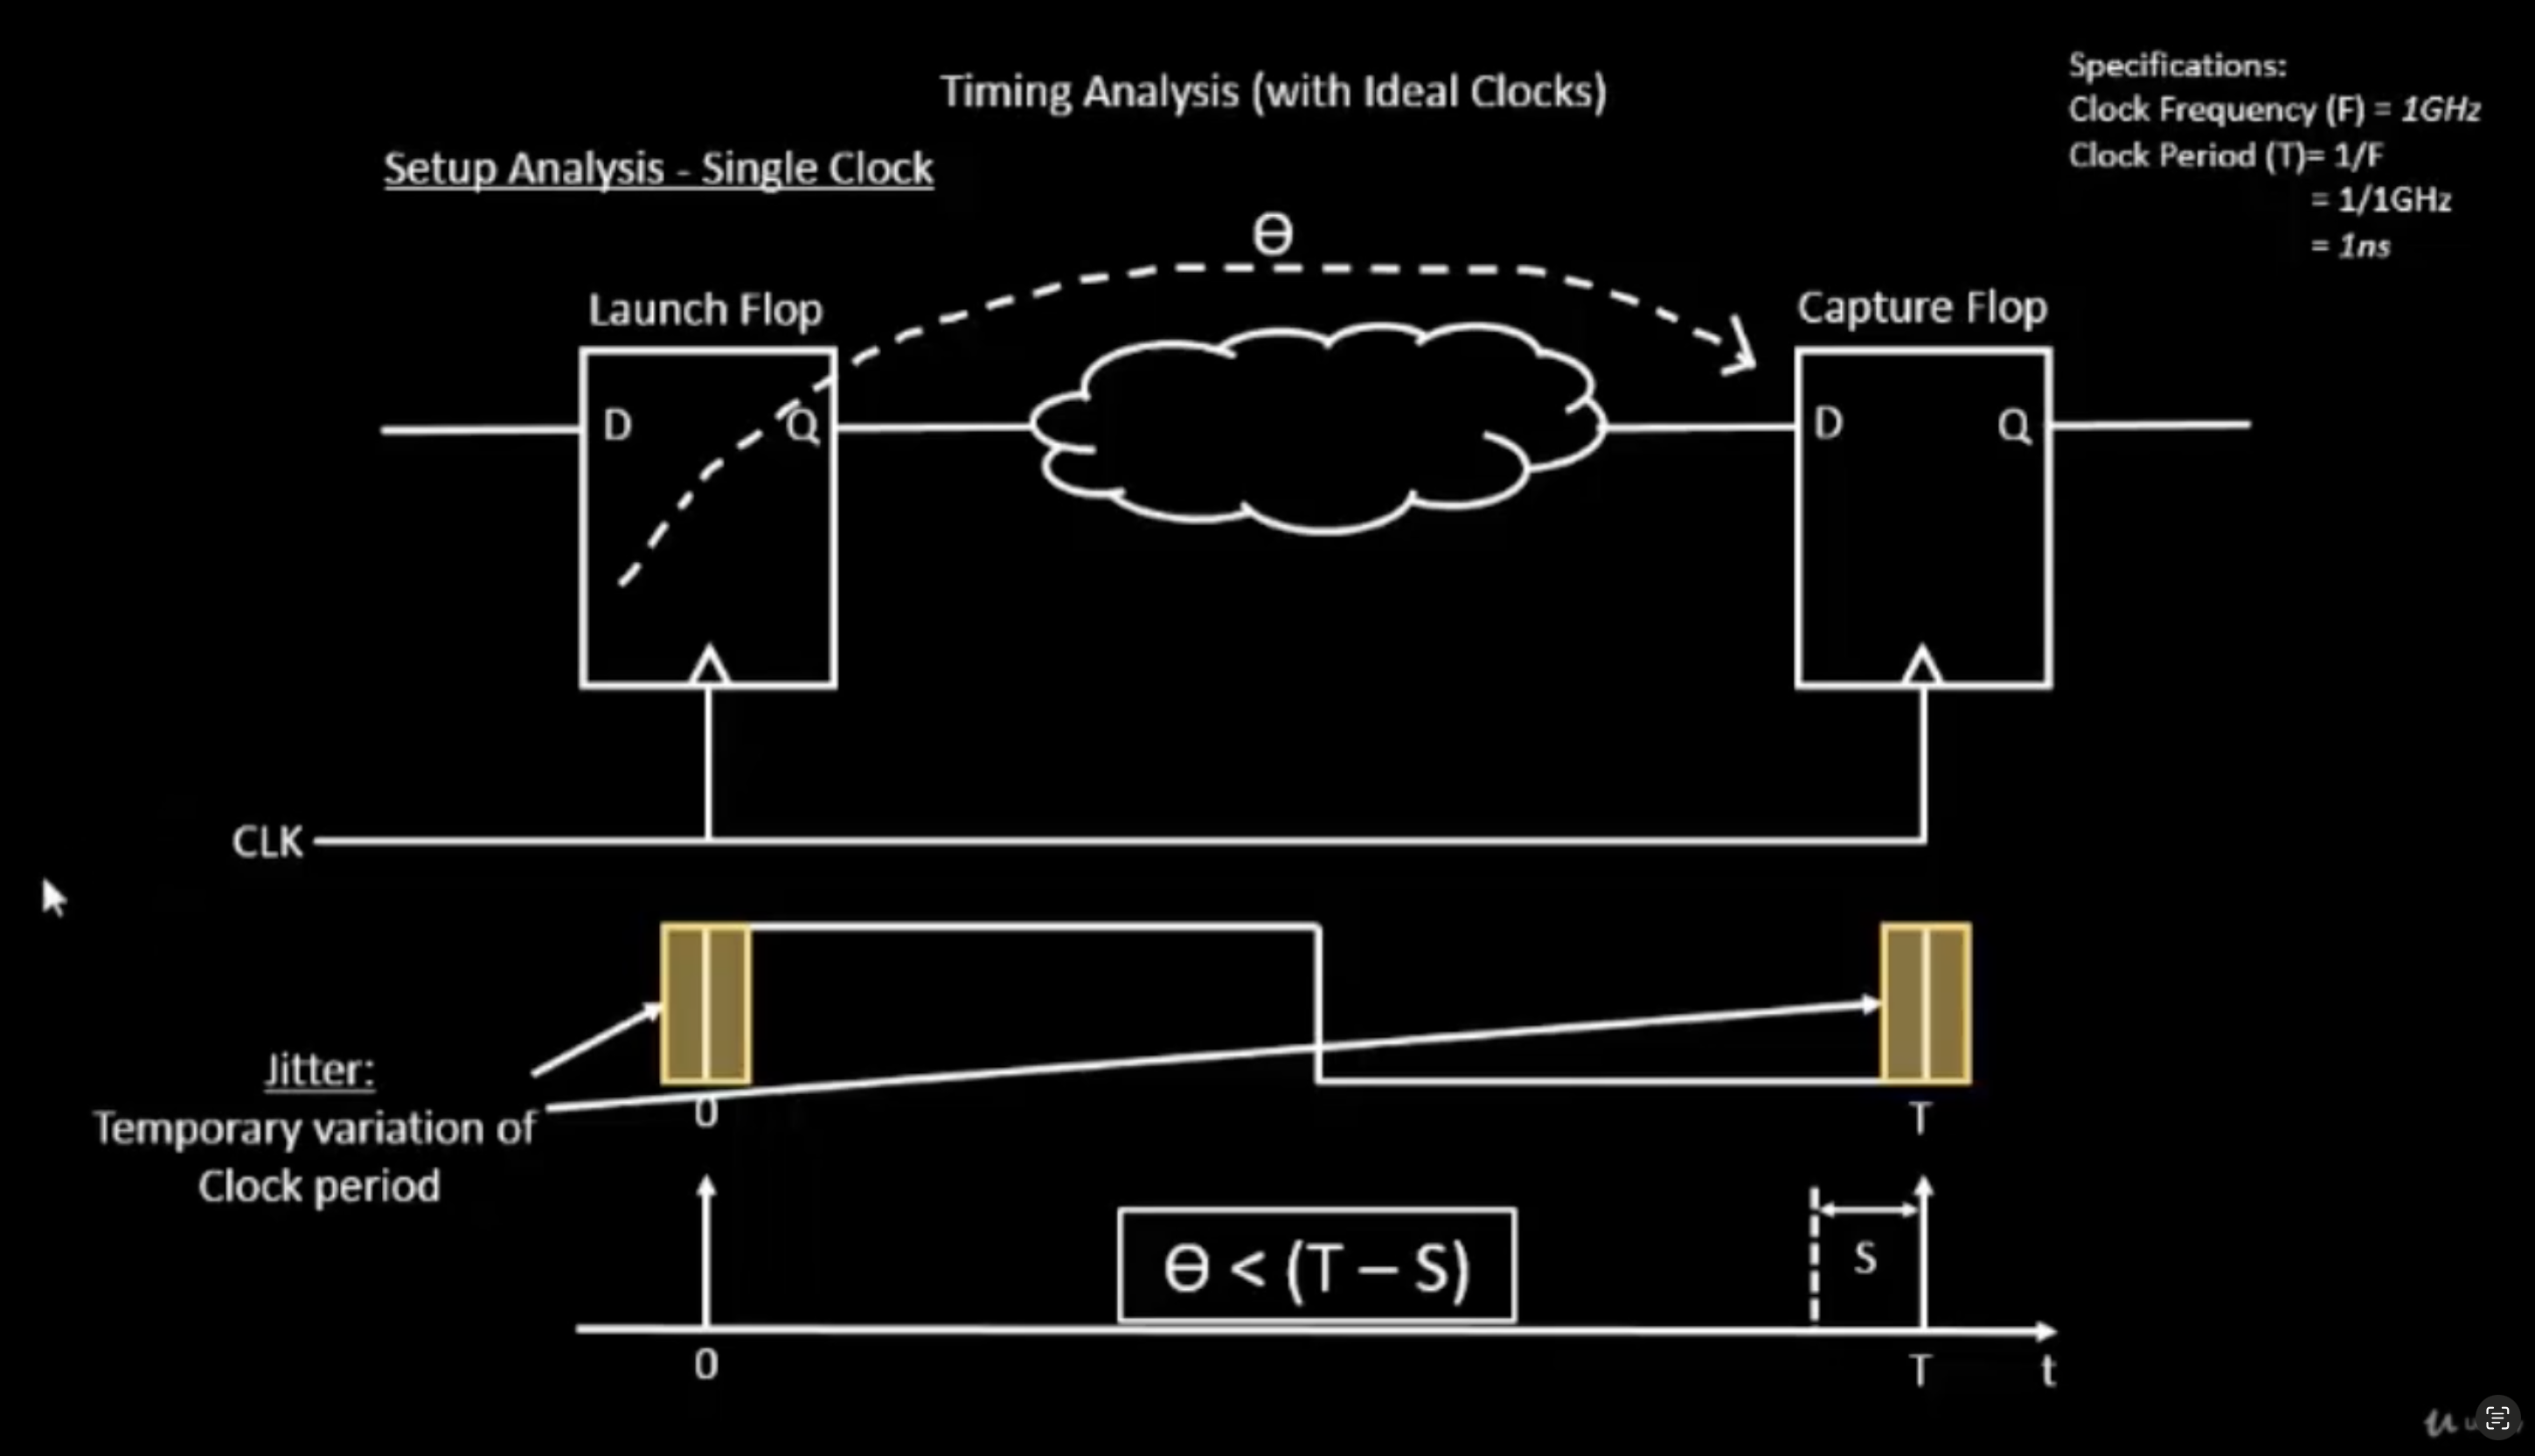 Timing Analysis (with Ideal Clocks)
Specifications:
Clock Frequency (F) = 1GHz
Clock Period (T)= 1/F
= 1/1GHz
= 1ns
Setup Analysis - Single Clock
Ɵ
Launch Flop
Capture Flop
D
Q
D
Q
CLK
Jitter:
Temporary variation of
Clock period
0
T
Ɵ < (T – S)
S
0
T
t